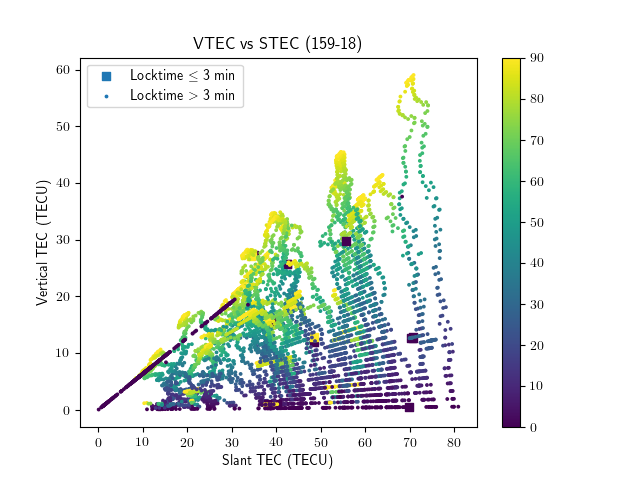 VTEC vs STEC (159-18)
Locktime ≤ 3 min
Locktime > 3 min
Vertical TEC (TECU)
60
50
40
30
20
10
0
0 10 20 30 40 50 60 70 80
Slant TEC (TECU)
90
80
70
60
50
40
30
20
10
0